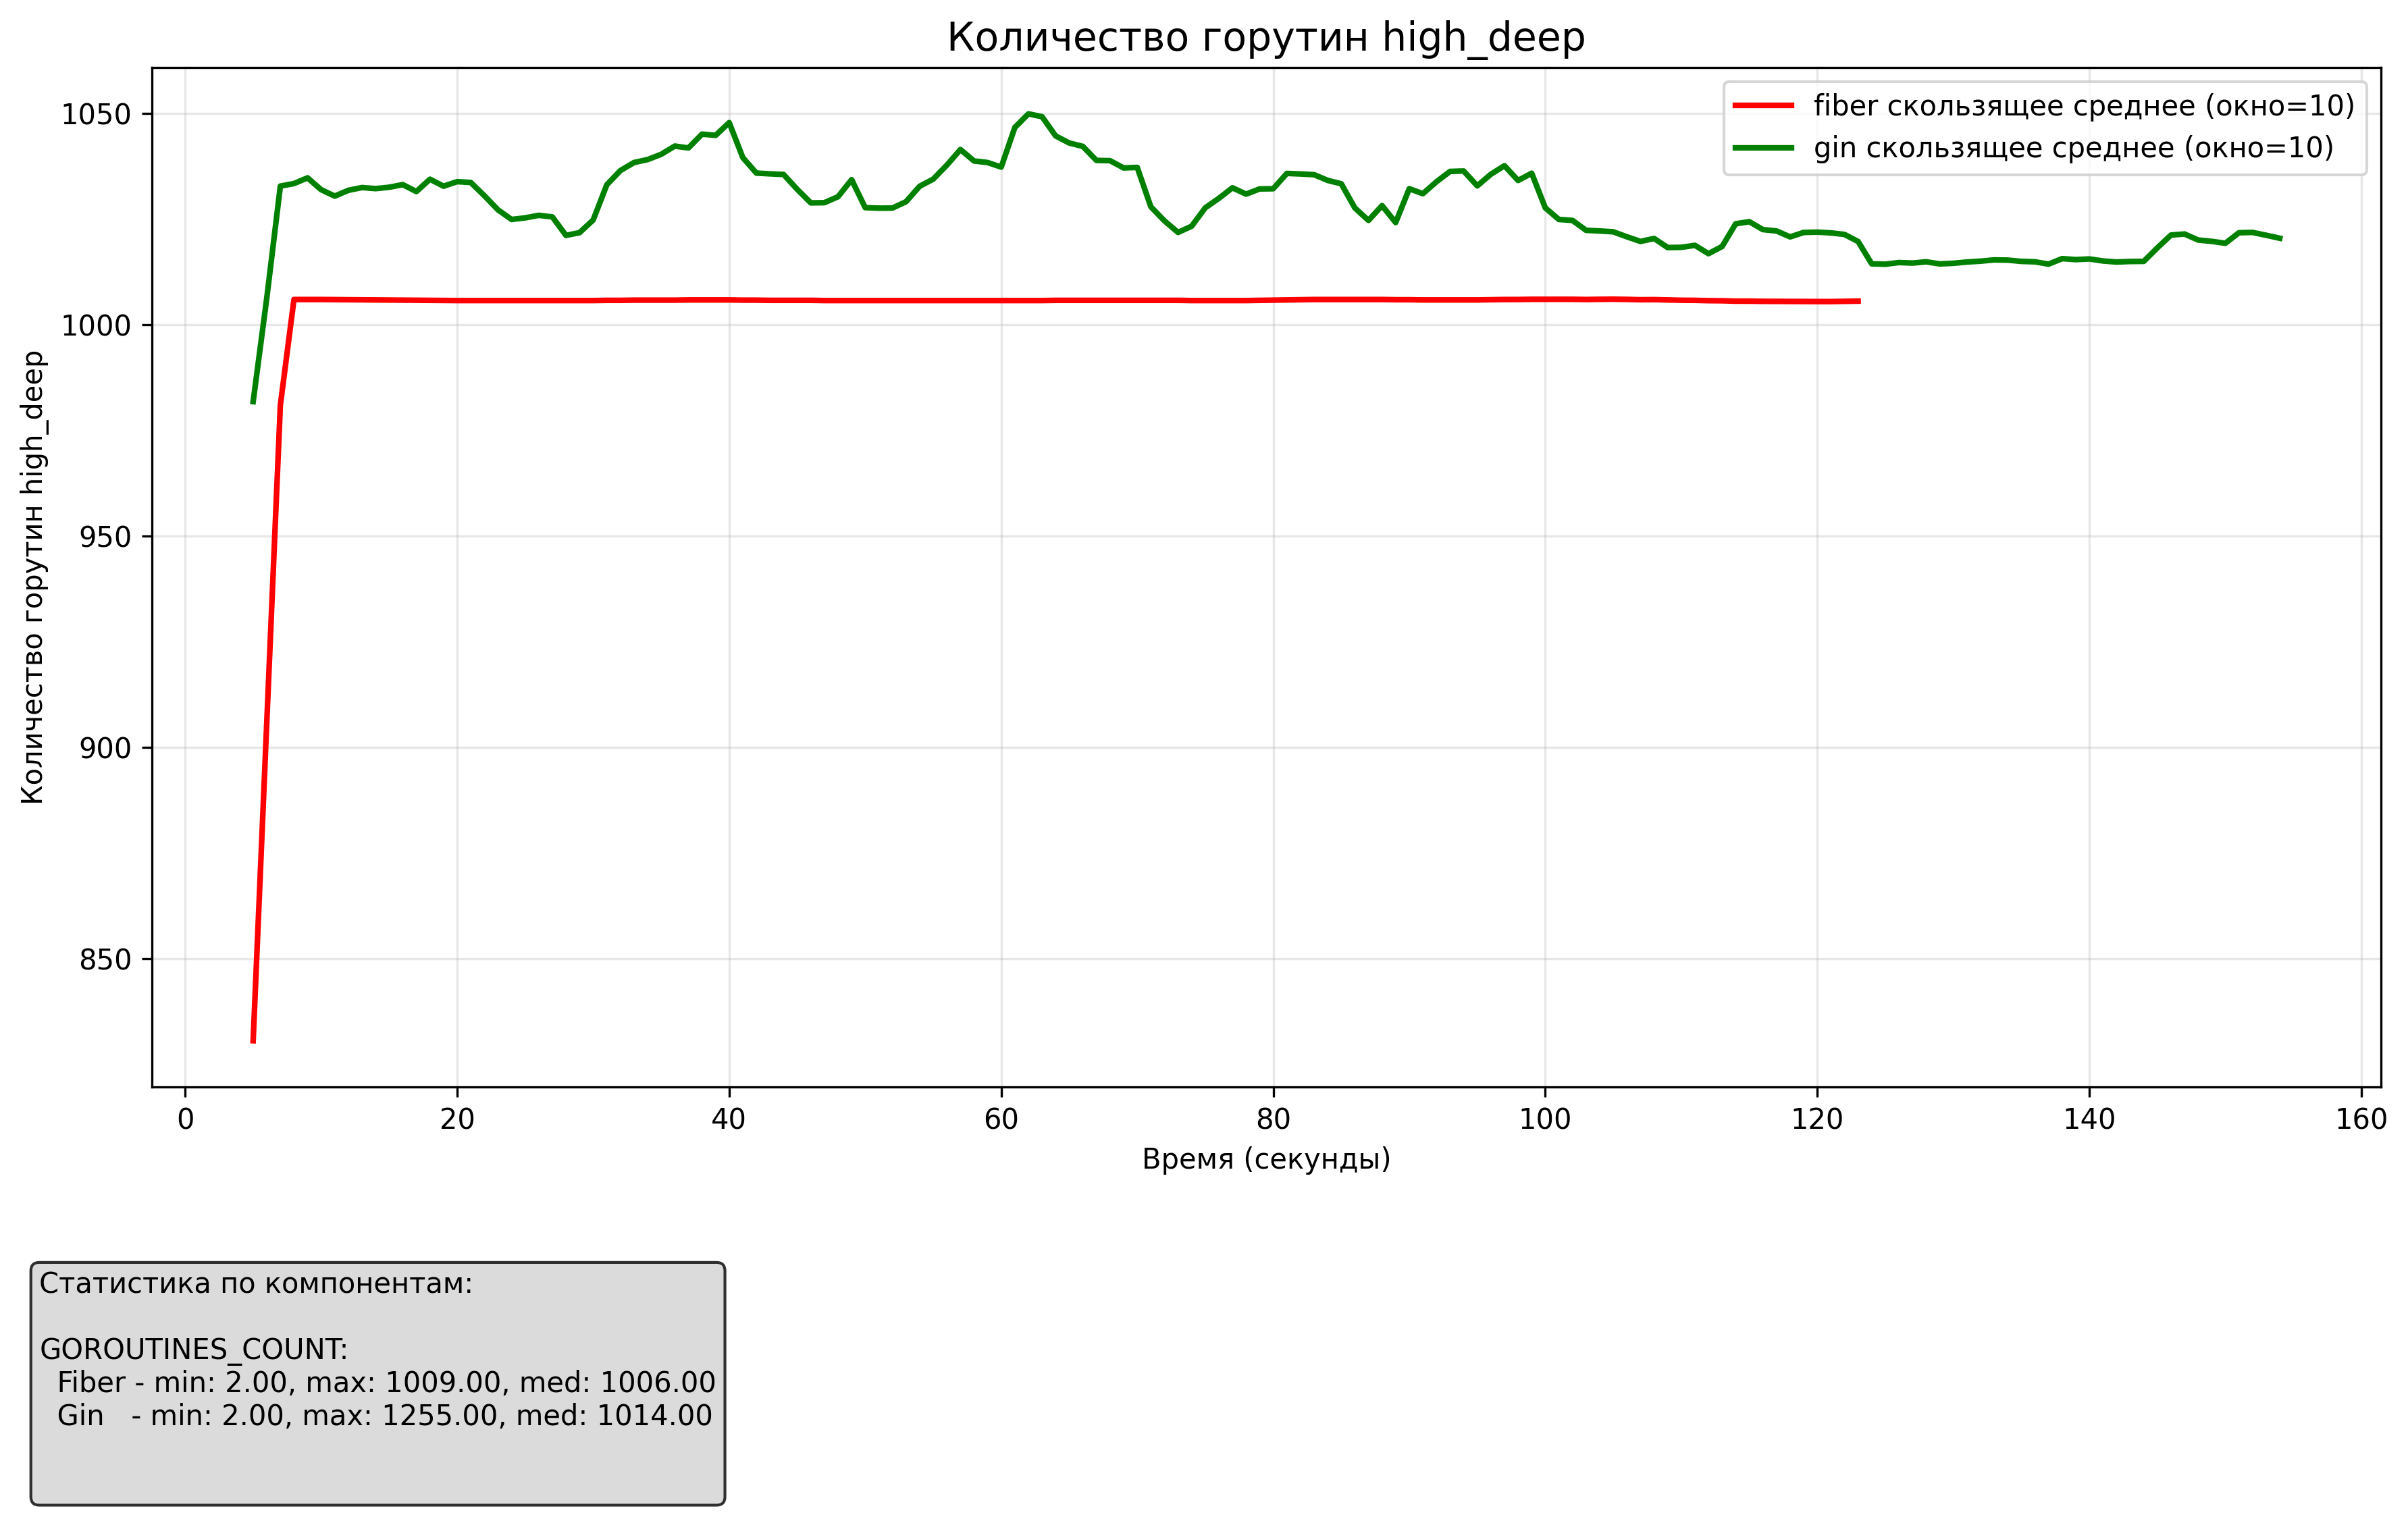 Количество горутин high_deep
fiber скользящее среднее (окно=10)
gin скользящее среднее (окно=10)
Количество горутин high_deep
1050
1000
950
900
850
0 20 40 60 80 100 120 140 160
Время (секунды)
Статистика по компонентам:
GOROUTINES_COUNT:
Fiber - min: 2.00, max: 1009.00, med: 1006.00
Gin - min: 2.00, max: 1255.00, med: 1014.00